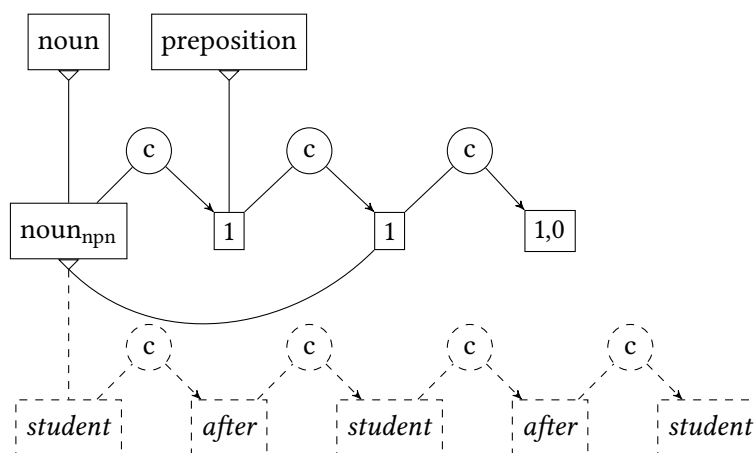 noun preposition
c c c
noun_npn 1 1 1,0
c c c c
student after student after student